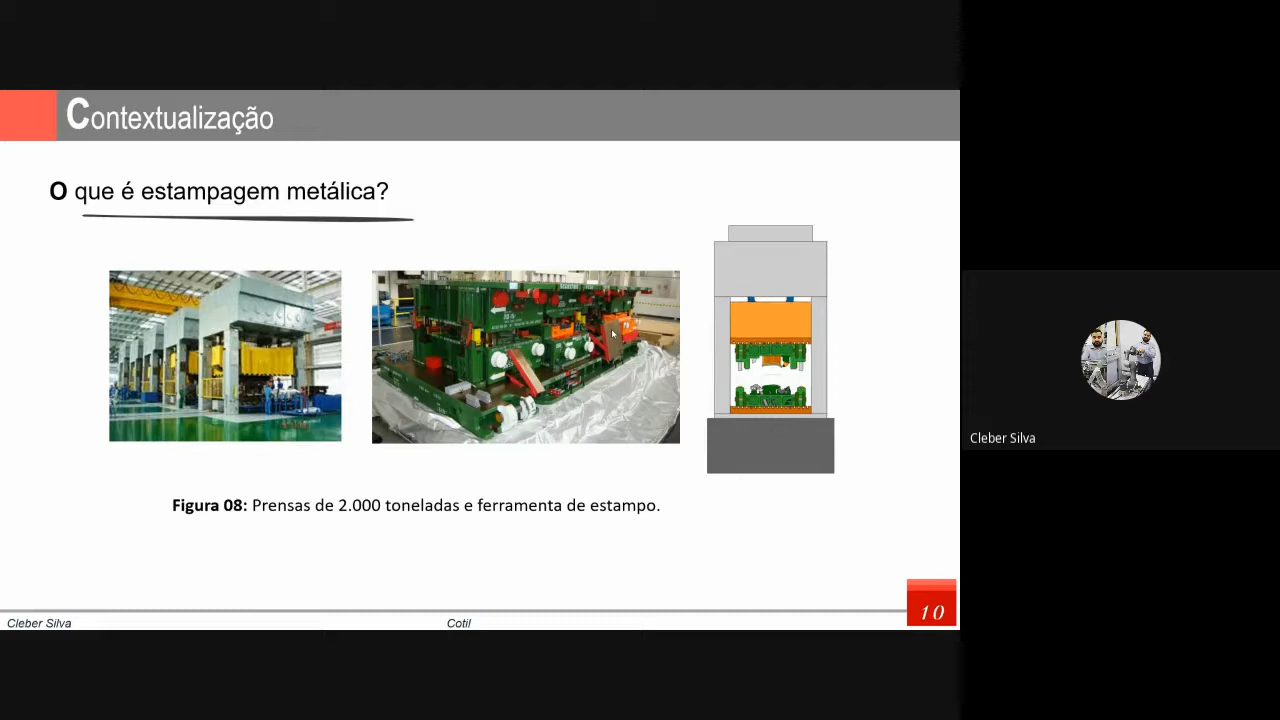 Contextualização
O que é estampagem metálica?
Figura 08: Prensas de 2.000 toneladas e ferramenta de estampo.
10
Cleber Silva
Cotil
Cleber Silva